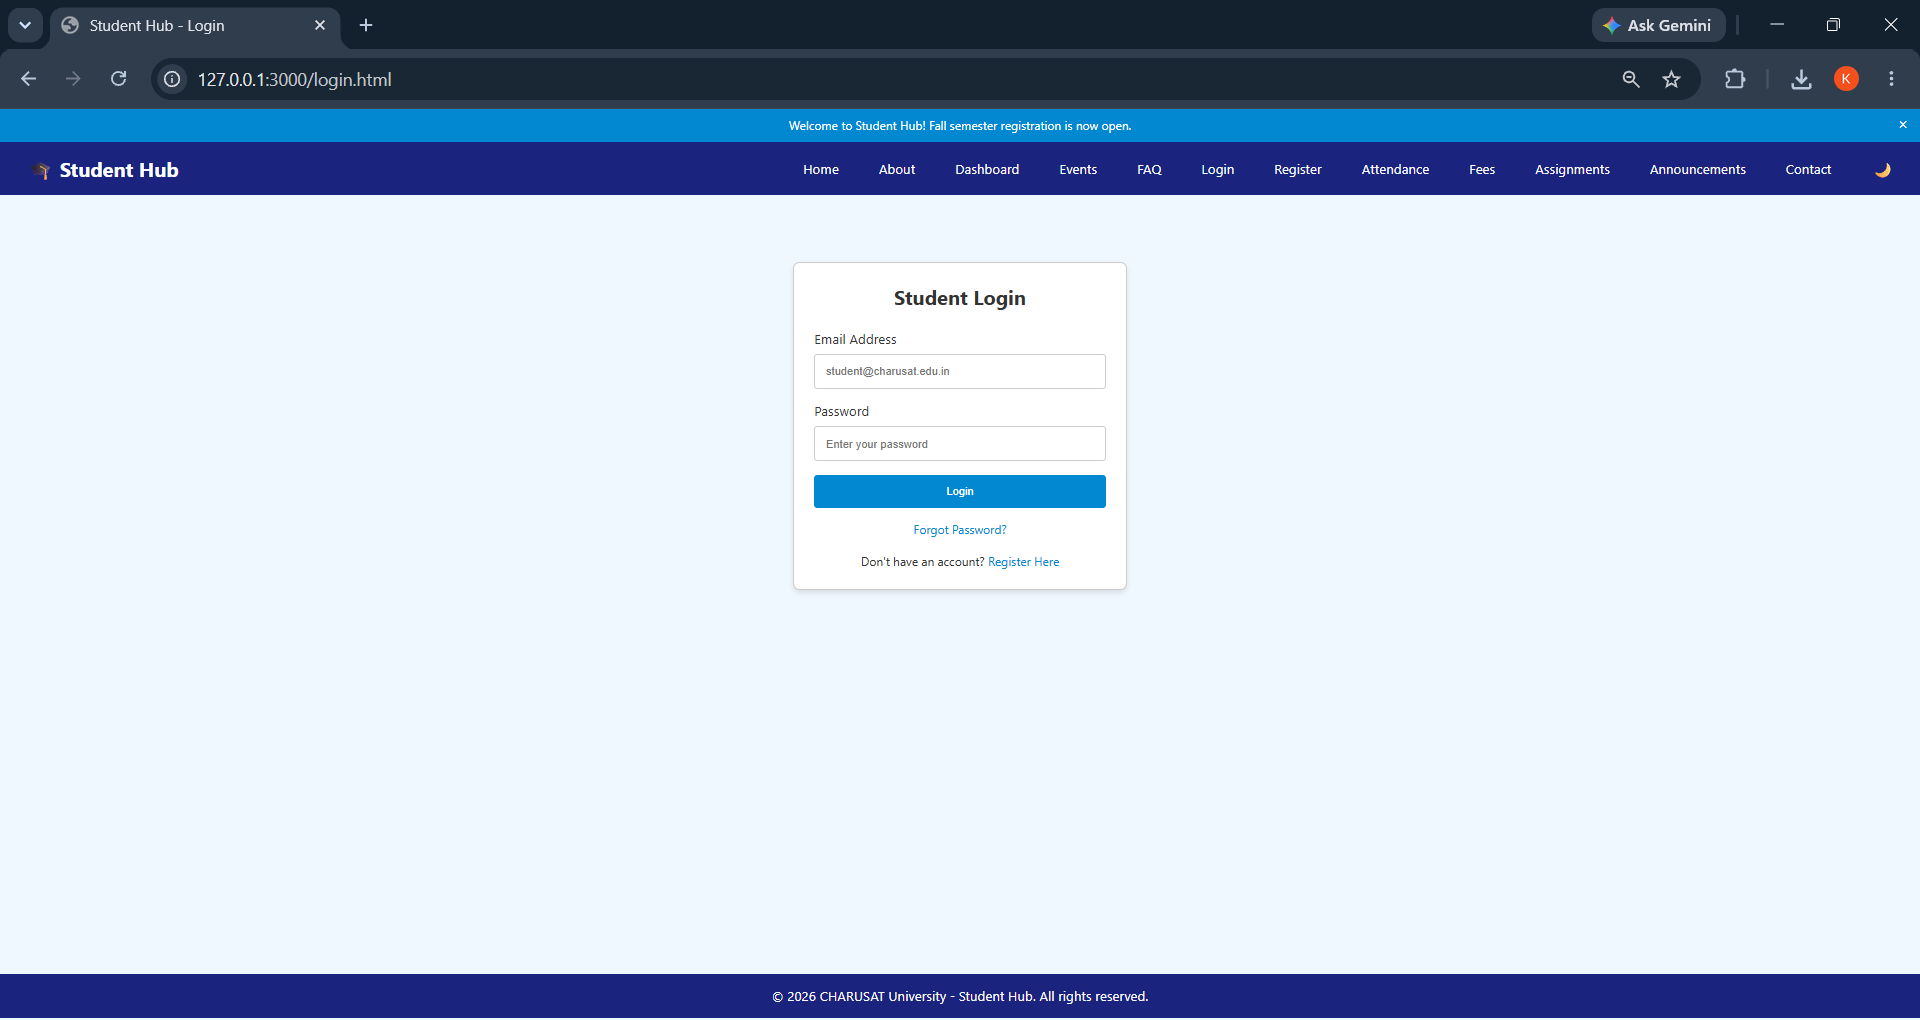 Student Hub - Login
Ask Gemini
127.0.0.1:3000/login.html
K
Welcome to Student Hub! Fall semester registration is now open.
×
Student Hub
Home About Dashboard Events FAQ Login Register Attendance Fees Assignments Announcements Contact
Student Login
Email Address
student@charusat.edu.in
Password
Enter your password
Login
Forgot Password?
Don't have an account? Register Here
© 2026 CHARUSAT University - Student Hub. All rights reserved.